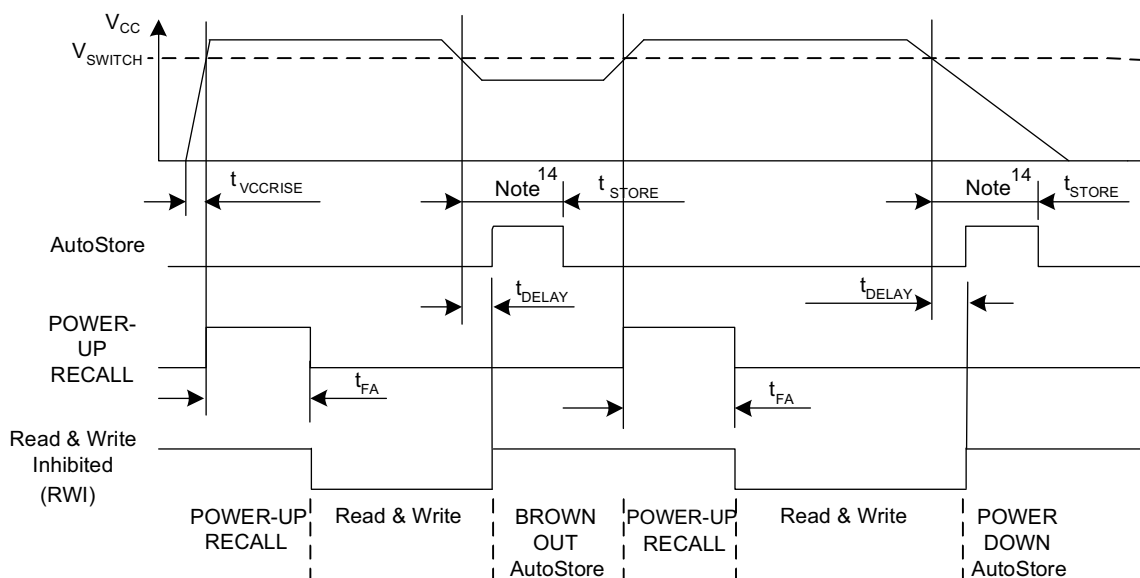 VCC
VSWITCH
tVCCRISE
Note14
tSTORE
Note14
tSTORE
AutoStore
tDELAY
tDELAY
POWER-
UP
RECALL
tFA
tFA
Read & Write
Inhibited
(RWI)
POWER-UP
RECALL
Read & Write
BROWN
OUT
AutoStore
POWER-UP
RECALL
Read & Write
POWER
DOWN
AutoStore